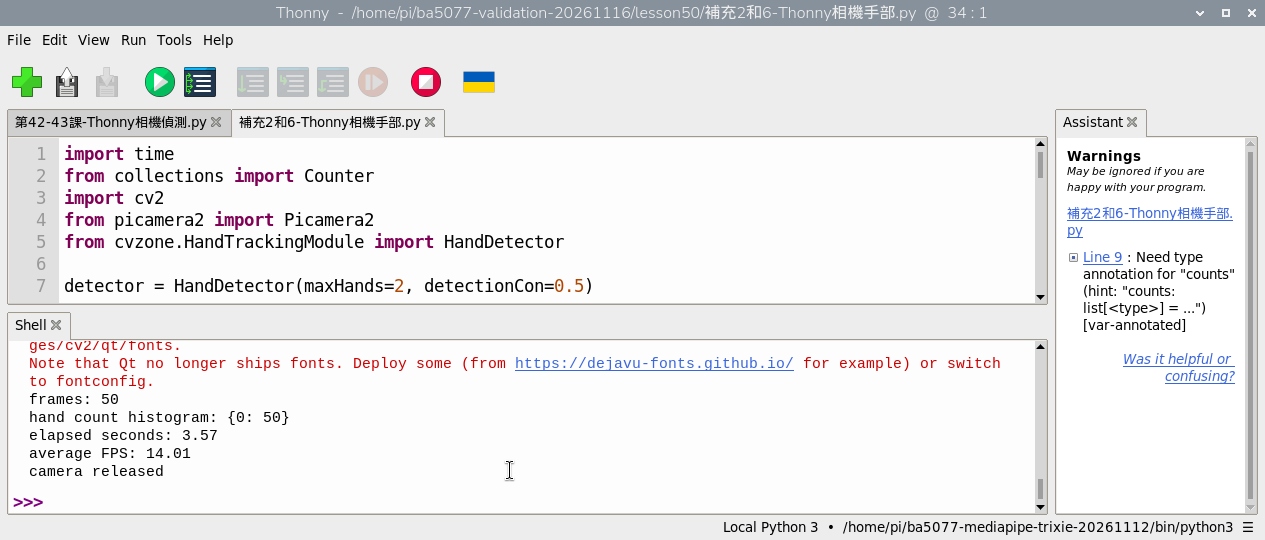 Thonny - /home/pi/ba5077-validation-20261116/lesson50/補充2和6-Thonny相機手部.py @ 34 : 1
File Edit View Run Tools Help
第42-43課-Thonny相機偵測.py
補充2和6-Thonny相機手部.py
1 import time
2 from collections import Counter
3 import cv2
4 from picamera2 import Picamera2
5 from cvzone.HandTrackingModule import HandDetector
6
7 detector = HandDetector(maxHands=2, detectionCon=0.5)
Shell
ges/cv2/qt/fonts.
Note that Qt no longer ships fonts. Deploy some (from https://dejavu-fonts.github.io/ for example) or switch
to fontconfig.
frames: 50
hand count histogram: {0: 50}
elapsed seconds: 3.57
average FPS: 14.01
camera released
>>>
Assistant
Warnings
May be ignored if you are
happy with your program.
補充2和6-Thonny相機手部.
py
Line 9 : Need type
annotation for "counts"
(hint: "counts:
list[<type>] = ...")
[var-annotated]
Was it helpful or
confusing?
Local Python 3 • /home/pi/ba5077-mediapipe-trixie-20261112/bin/python3 ☰